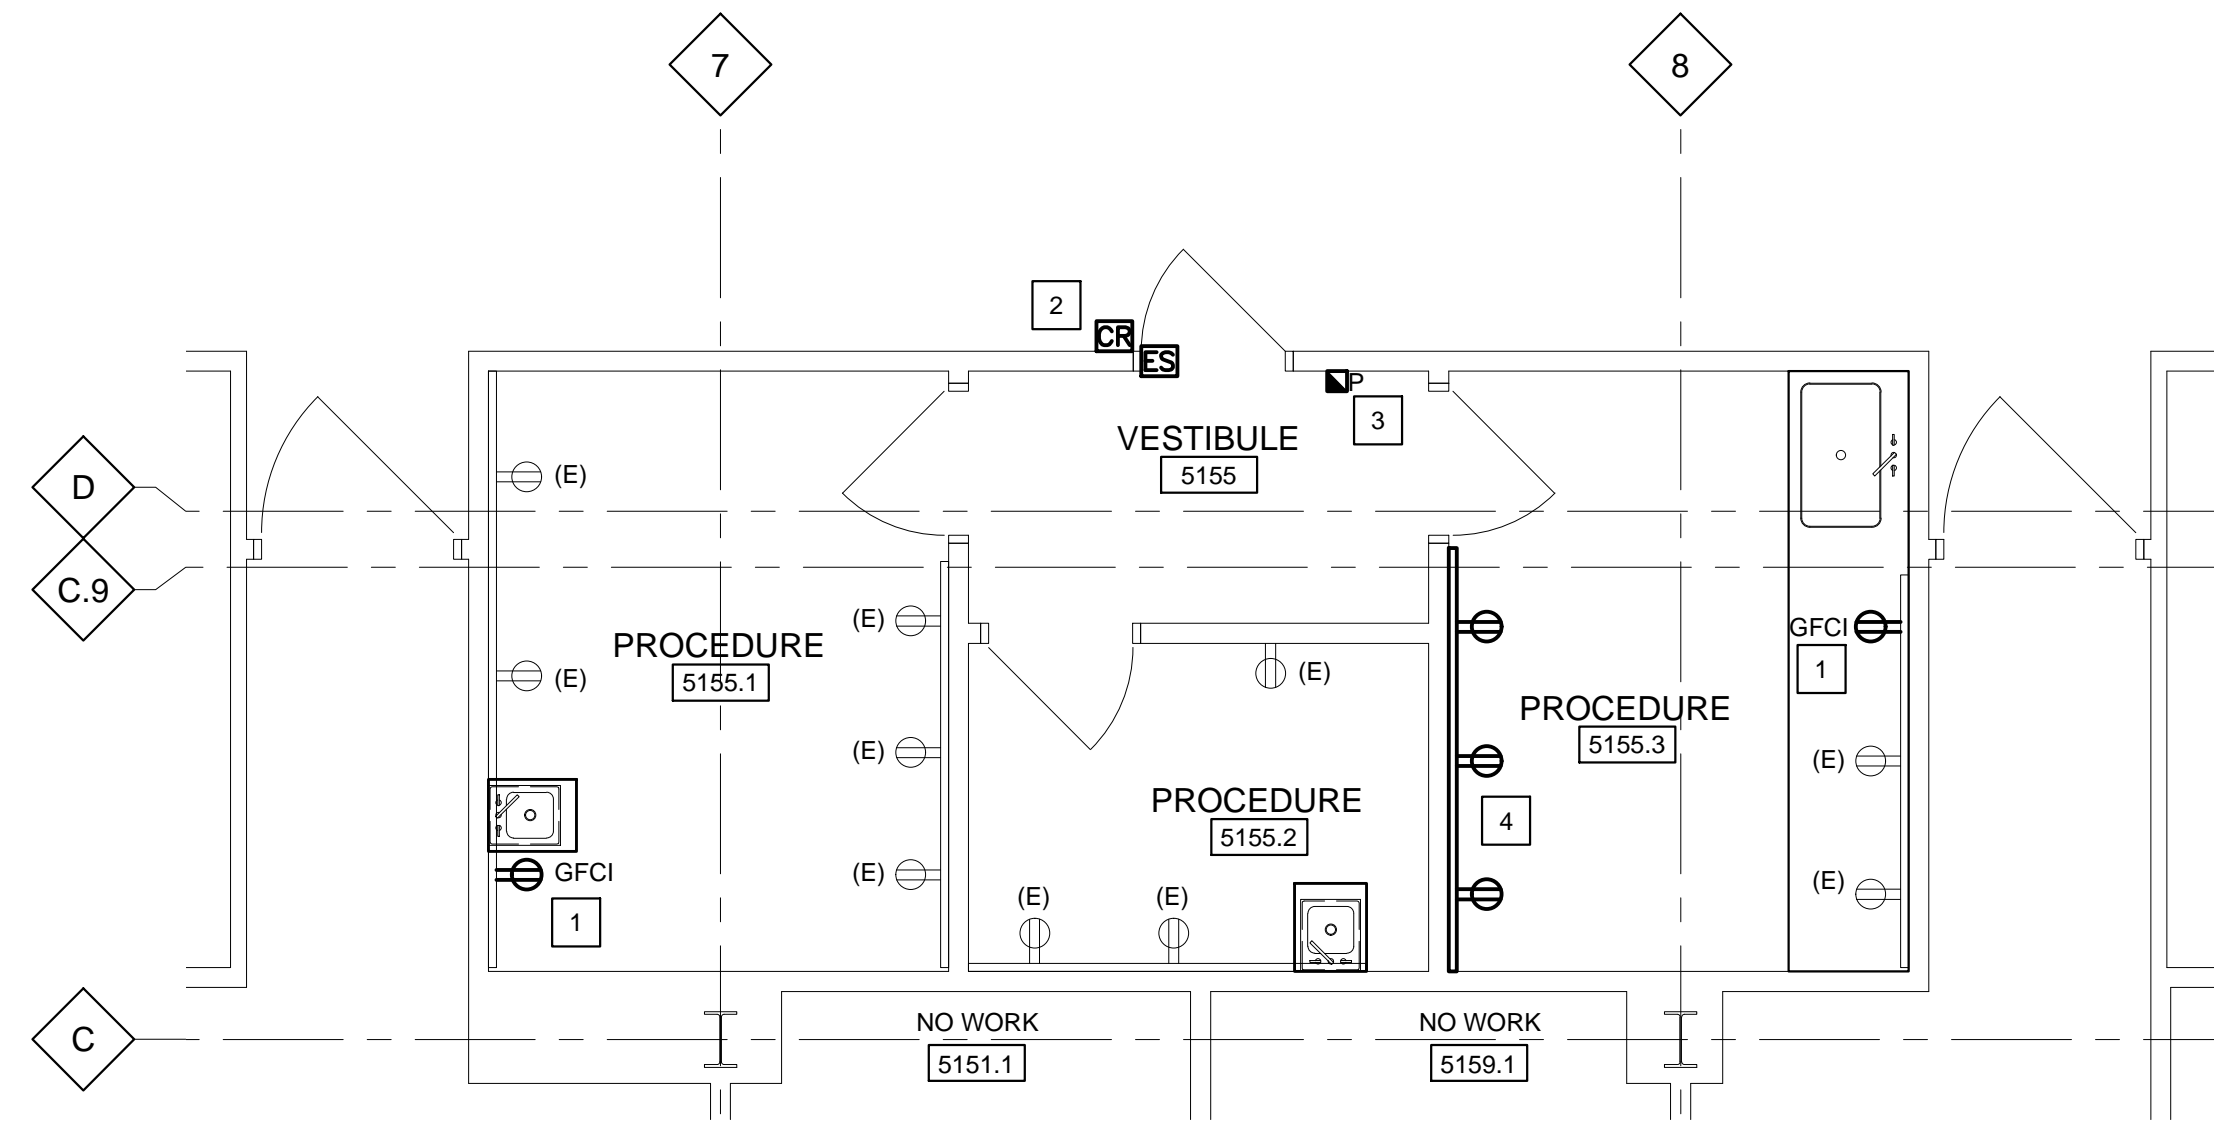 7
8
2
CR
ES
P
3
VESTIBULE
5155
D
(E)
C.9
(E)
PROCEDURE
5155.1
(E)
GFCI
1
(E)
(E)
PROCEDURE
5155.3
(E)
(E)
PROCEDURE
5155.2
4
GFCI
1
(E)
(E)
(E)
(E)
C
NO WORK
5151.1
NO WORK
5159.1